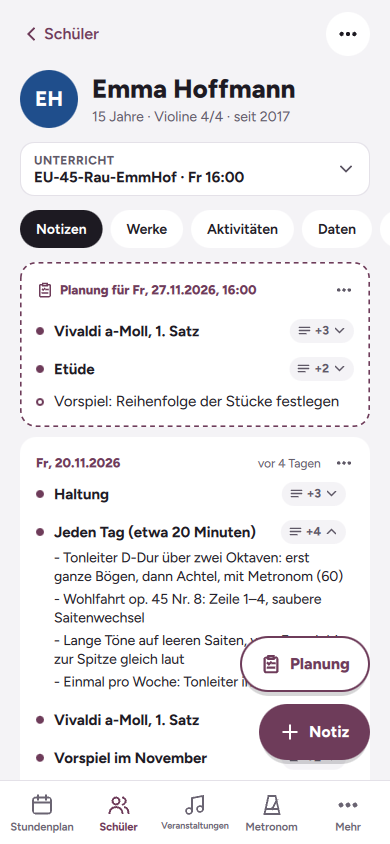 Schüler
EH
Emma Hoffmann
15 Jahre · Violine 4/4 · seit 2017
UNTERRICHT
EU-45-Rau-EmmHof · Fr 16:00
Notizen
Werke
Aktivitäten
Daten
Planung für Fr, 27.11.2026, 16:00
Vivaldi a-Moll, 1. Satz
+3
Etüde
+2
Vorspiel: Reihenfolge der Stücke festlegen
Fr, 20.11.2026
vor 4 Tagen
Haltung
+3
Jeden Tag (etwa 20 Minuten)
+4
- Tonleiter D-Dur über zwei Oktaven: erst
ganze Bögen, dann Achtel, mit Metronom (60)
- Wohlfahrt op. 45 Nr. 8: Zeile 1–4, saubere
Saitenwechsel
- Lange Töne auf leeren Saiten,
zur Spitze gleich laut
- Einmal pro Woche: Tonleiter
Planung
Vivaldi a-Moll, 1. Satz
Notiz
Vorspiel im November
Stundenplan
Schüler
Veranstaltungen
Metronom
Mehr